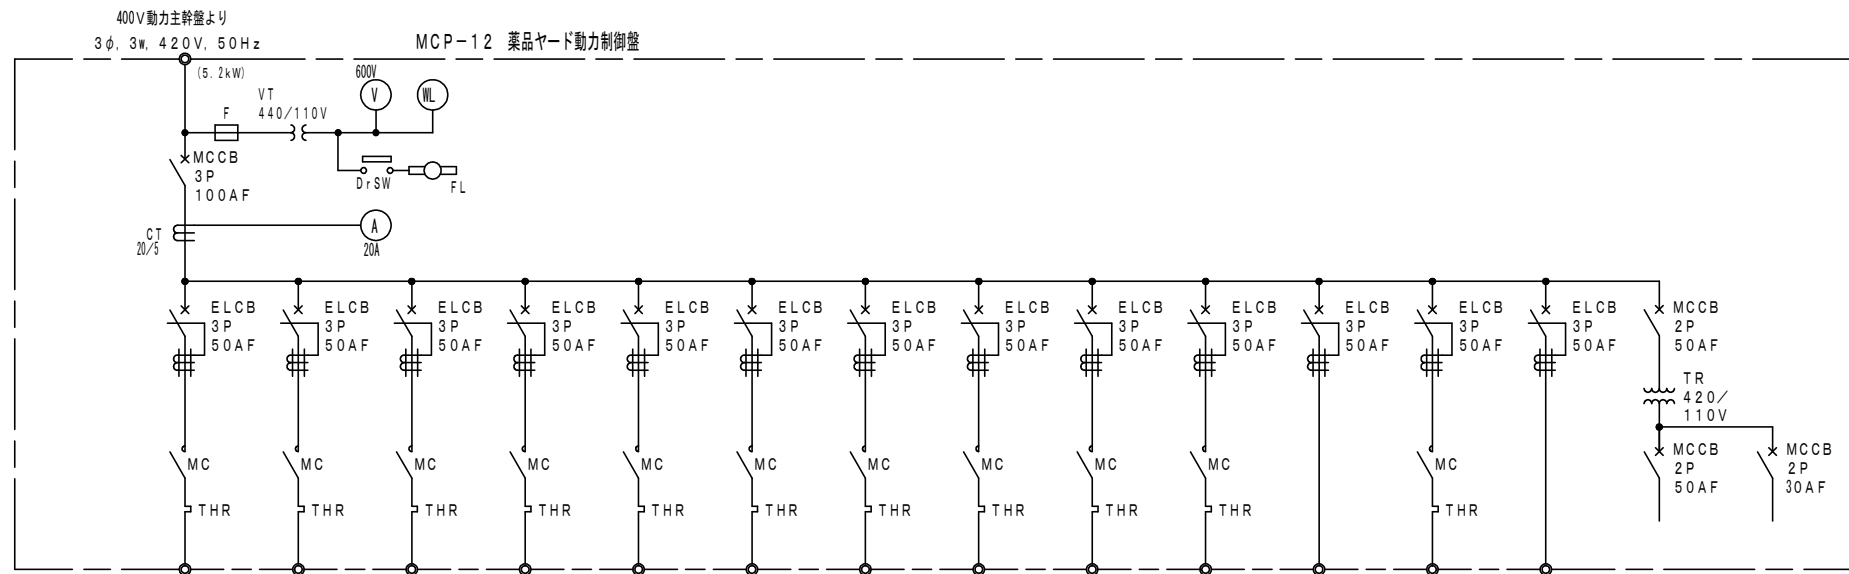 400V動力主幹盤より
3φ, 3w, 420V, 50Hz
MCP-12 薬品ヤード動力制御盤
(5.2kW)
600V
V
WL
VT
440/110V
F
MCCB
3P
100AF
DrSW
FL
CT
20/5
A
20A
ELCB
3P
50AF
ELCB
3P
50AF
ELCB
3P
50AF
ELCB
3P
50AF
ELCB
3P
50AF
ELCB
3P
50AF
ELCB
3P
50AF
ELCB
3P
50AF
ELCB
3P
50AF
ELCB
3P
50AF
ELCB
3P
50AF
ELCB
3P
50AF
ELCB
3P
50AF
MCCB
2P
50AF
TR
420/
110V
MCCB
2P
50AF
MCCB
2P
30AF
MC
MC
MC
MC
MC
MC
MC
MC
MC
MC
MC
THR
THR
THR
THR
THR
THR
THR
THR
THR
THR
THR